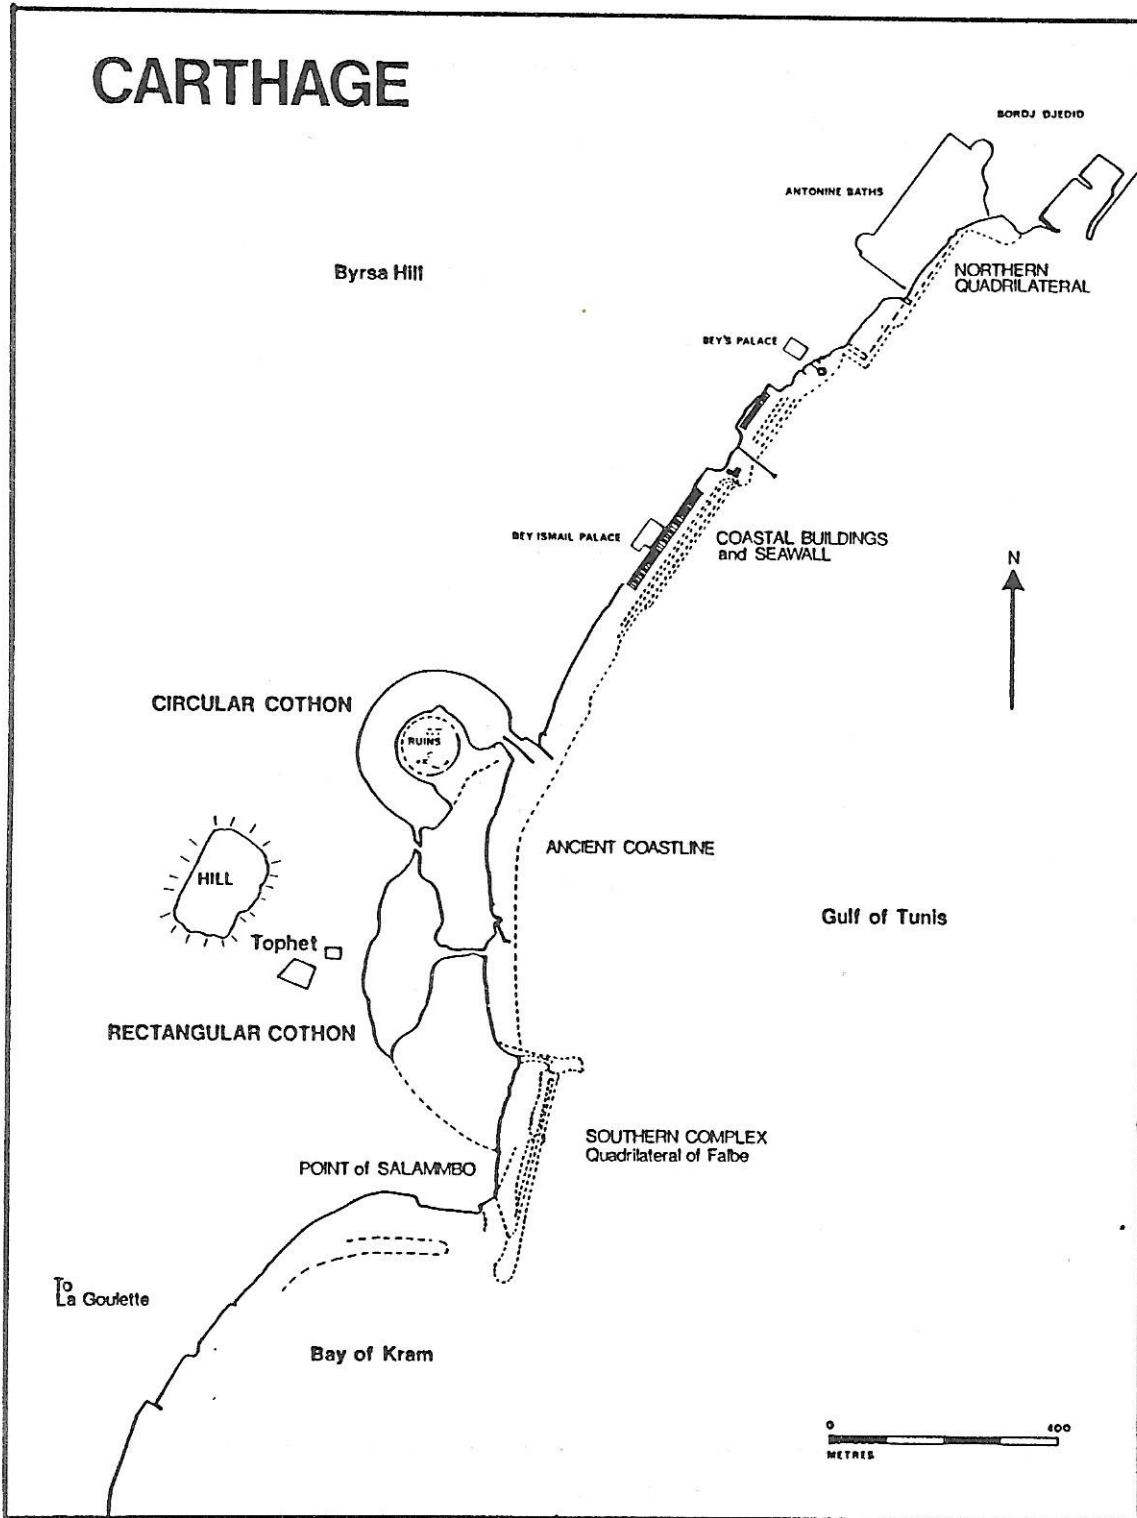 CARTHAGE
BORDJ DJEDID
ANTONINE BATHS
Byrsa Hill
NORTHERN
QUADRILATERAL
BEY'S PALACE
BEY ISMAIL PALACE
COASTAL BUILDINGS
and SEAWALL
N
CIRCULAR COTHON
RUINS
ANCIENT COASTLINE
HILL
Gulf of Tunis
Tophet
RECTANGULAR COTHON
SOUTHERN COMPLEX
Quadrilateral of Falbe
POINT of SALAMMBO
To
La Goulette
Bay of Kram
0 400
METRES